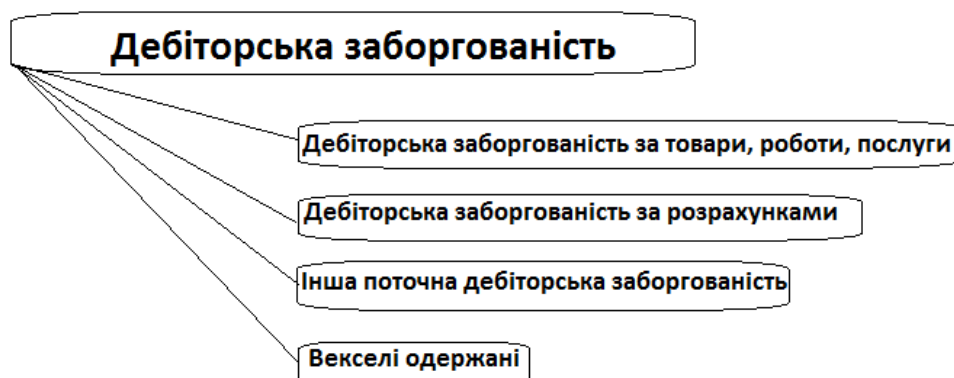 Дебіторська заборгованість
Дебіторська заборгованість за товари, роботи, послуги
Дебіторська заборгованість за розрахунками
Інша поточна дебіторська заборгованість
Векселі одержані